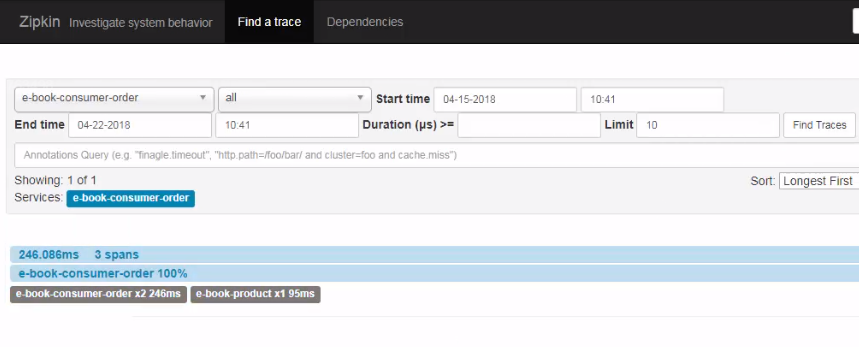 Zipkin Investigate system behavior Find a trace Dependencies
e-book-consumer-order all Start time 04-15-2018 10:41
End time 04-22-2018 10:41 Duration (μs) >= Limit 10 Find Traces
Annotations Query (e.g. "finagle.timeout", "http.path=/foo/bar/ and cluster=foo and cache.miss")
Showing: 1 of 1 Sort: Longest First
Services: e-book-consumer-order
246.086ms 3 spans
e-book-consumer-order 100%
e-book-consumer-order x2 246ms e-book-product x1 95ms